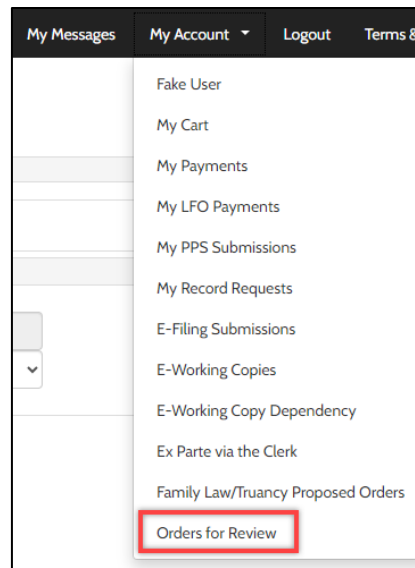 My Messages My Account Logout Terms &
Fake User
My Cart
My Payments
My LFO Payments
My PPS Submissions
My Record Requests
E-Filing Submissions
E-Working Copies
E-Working Copy Dependency
Ex Parte via the Clerk
Family Law/Truancy Proposed Orders
Orders for Review